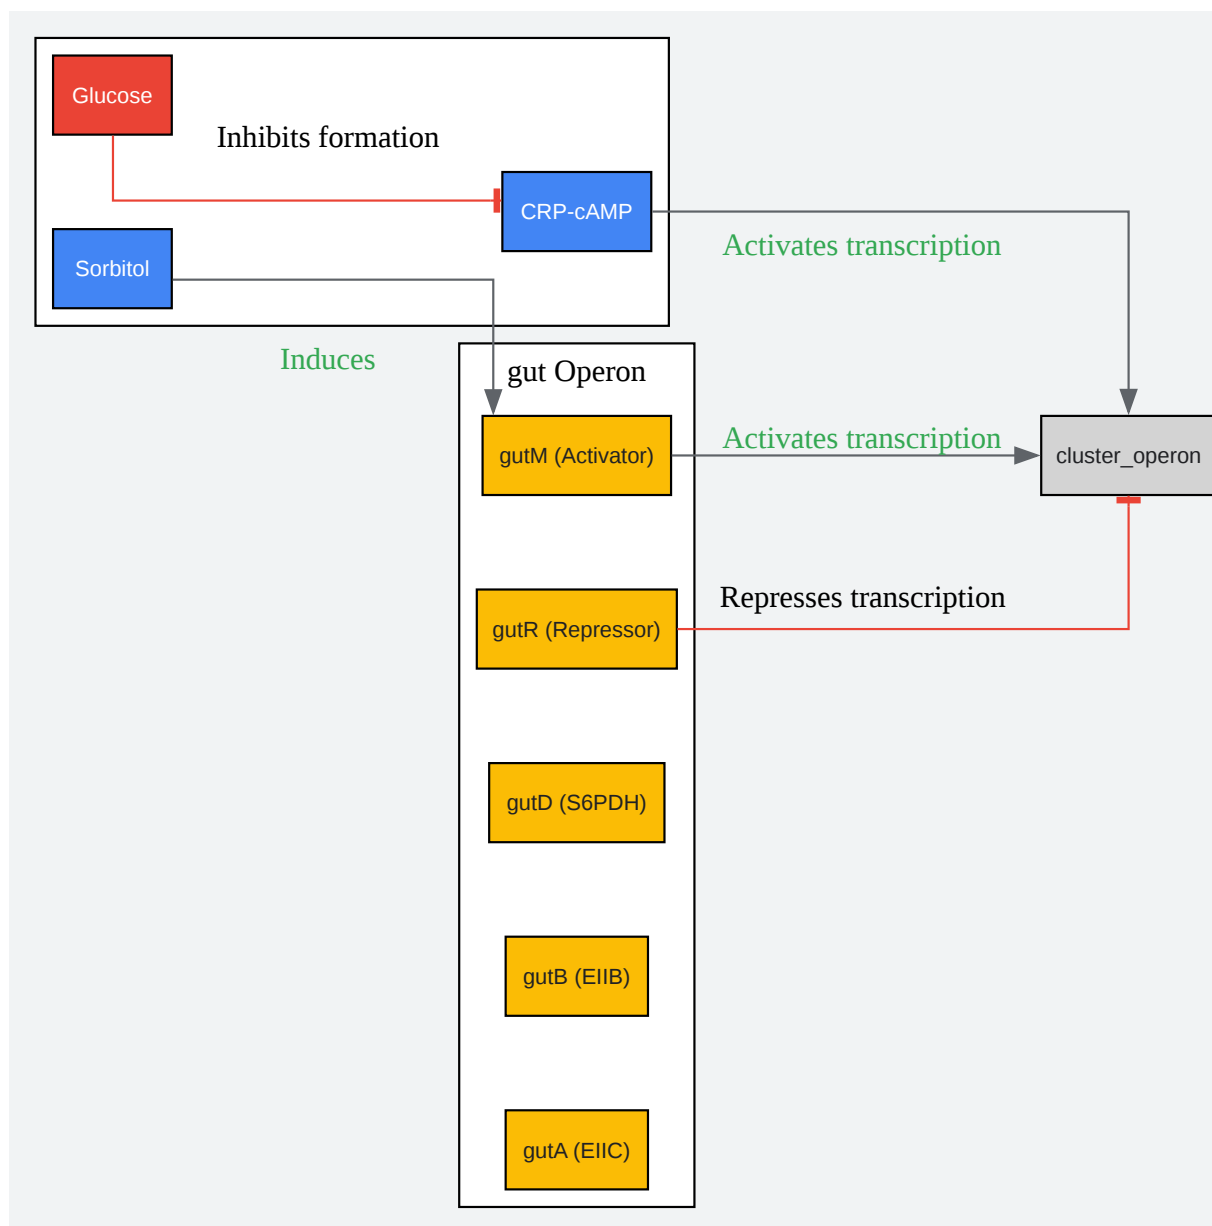 Glucose
Inhibits formation
CRP-cAMP
Activates transcription
Sorbitol
Induces
gut Operon
gutM (Activator)
Activates transcription
cluster_operon
gutR (Repressor)
Represses transcription
gutD (S6PDH)
gutB (EIIB)
gutA (EIIC)